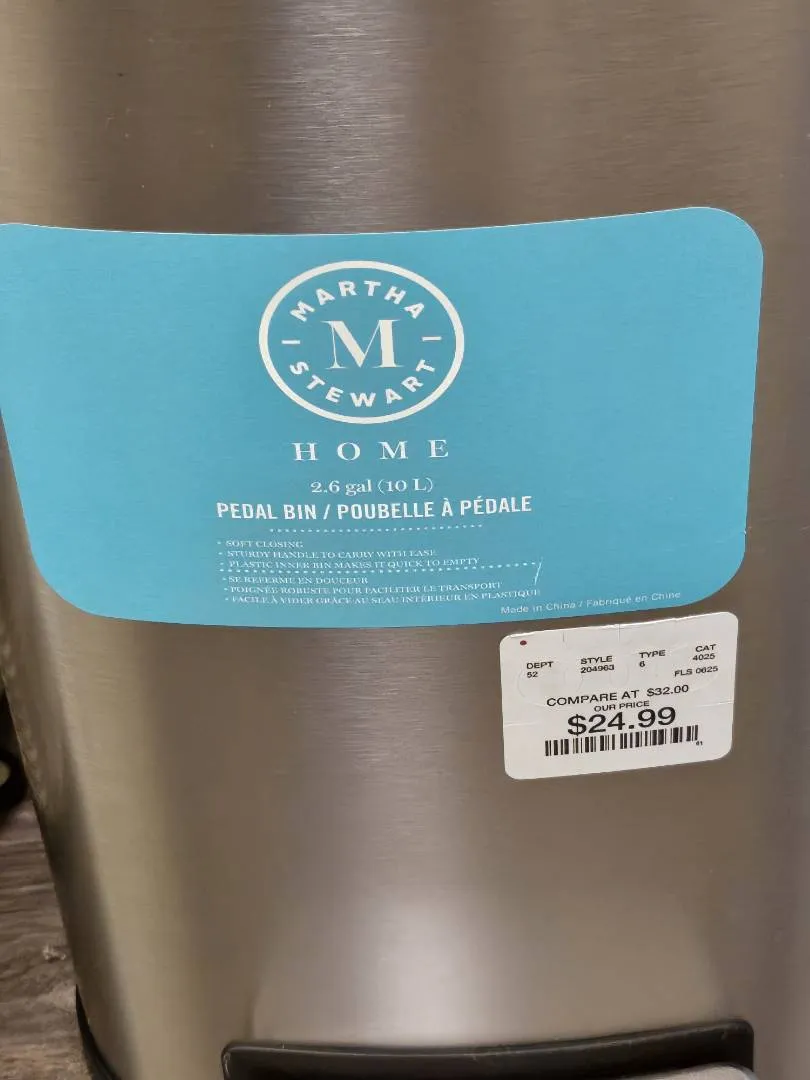 MARTHA
M
STEWART
HOME
2.6 gal (10 L)
PEDAL BIN / POUBELLE À PÉDALE
• SOFT CLOSING
• STURDY HANDLE TO CARRY WITH EASE
• PLASTIC INNER BIN MAKES IT QUICK TO EMPTY
• SE REFERME EN DOUCEUR
• POIGNÉE ROBUSTE POUR FACILITER LE TRANSPORT
• FACILE À VIDER GRÂCE AU SEAU INTÉRIEUR EN PLASTIQUE
Made in China / Fabriqué en Chine
DEPT STYLE TYPE CAT
52 204963 6 4025
FLS 0625
COMPARE AT $32.00
OUR PRICE
$24.99
61